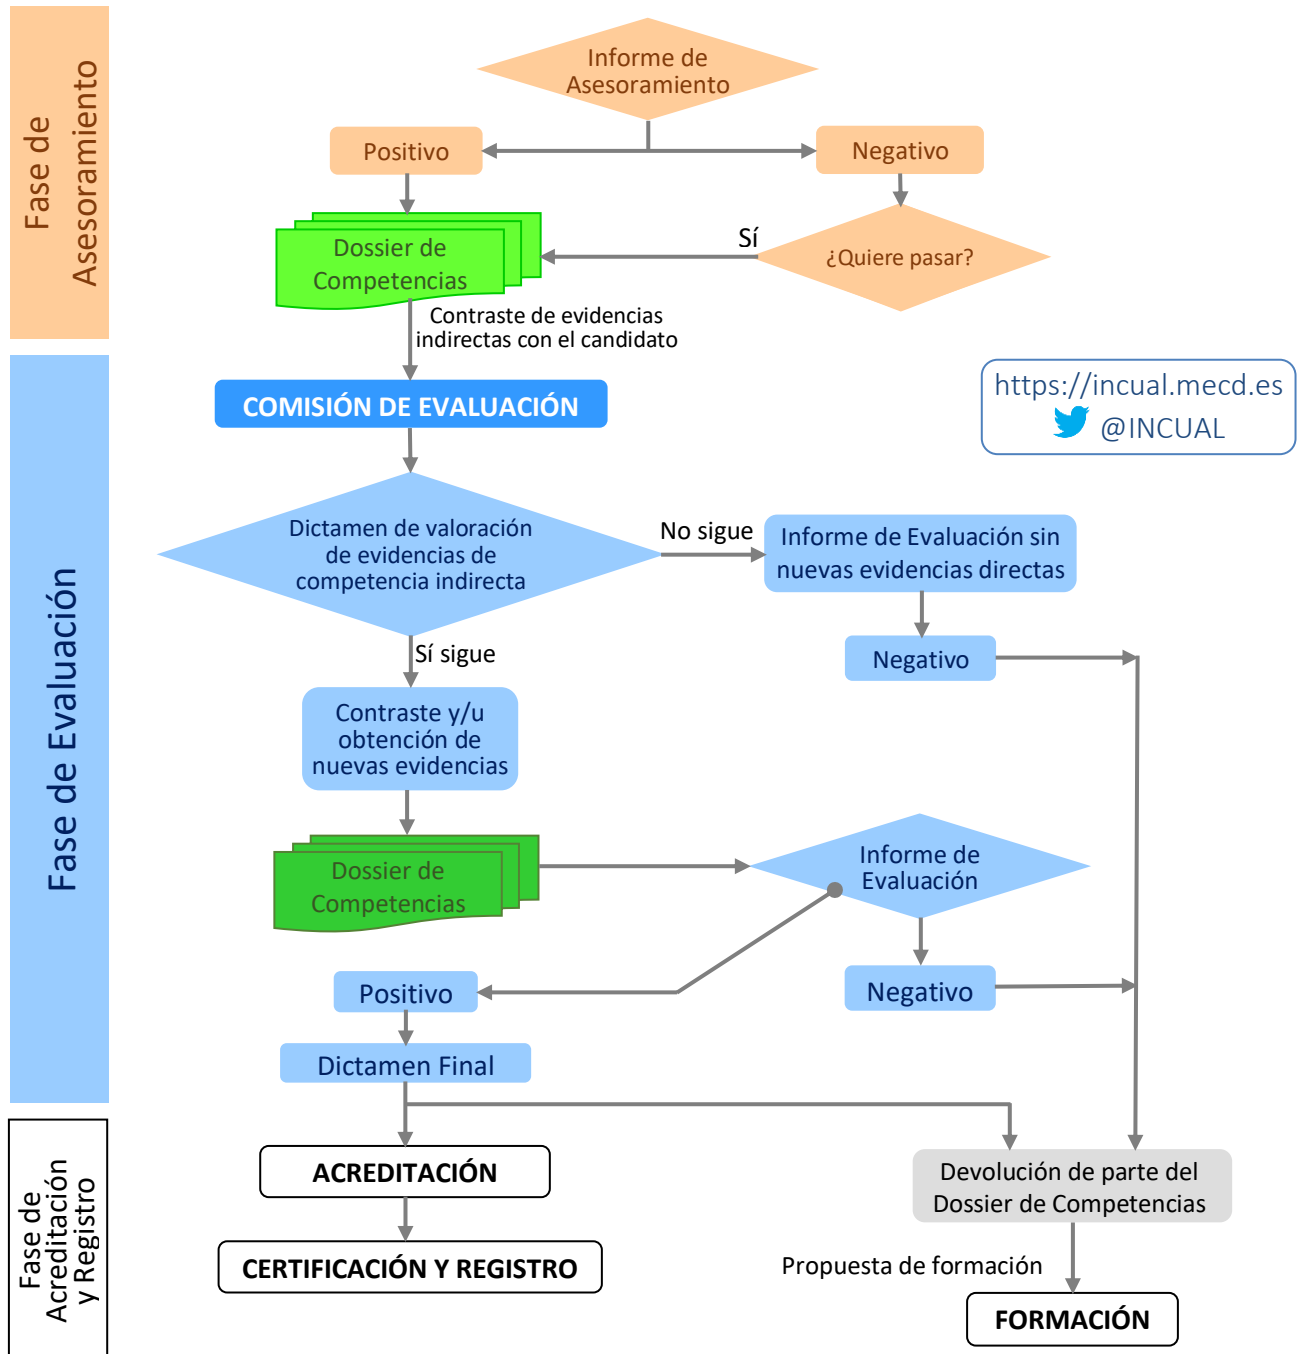 Fase de
Asesoramiento
Informe de
Asesoramiento
Positivo
Negativo
Sí
¿Quiere pasar?
Dossier de
Competencias
Contraste de evidencias
indirectas con el candidato
Fase de Evaluación
COMISIÓN DE EVALUACIÓN
https://incual.mecd.es
@INCUAL
Dictamen de valoración
de evidencias de
competencia indirecta
No sigue
Informe de Evaluación sin
nuevas evidencias directas
Negativo
Sí sigue
Contraste y/u
obtención de
nuevas evidencias
Dossier de
Competencias
Informe de
Evaluación
Positivo
Negativo
Dictamen Final
Fase de
Acreditación
y Registro
ACREDITACIÓN
Devolución de parte del
Dossier de Competencias
CERTIFICACIÓN Y REGISTRO
Propuesta de formación
FORMACIÓN